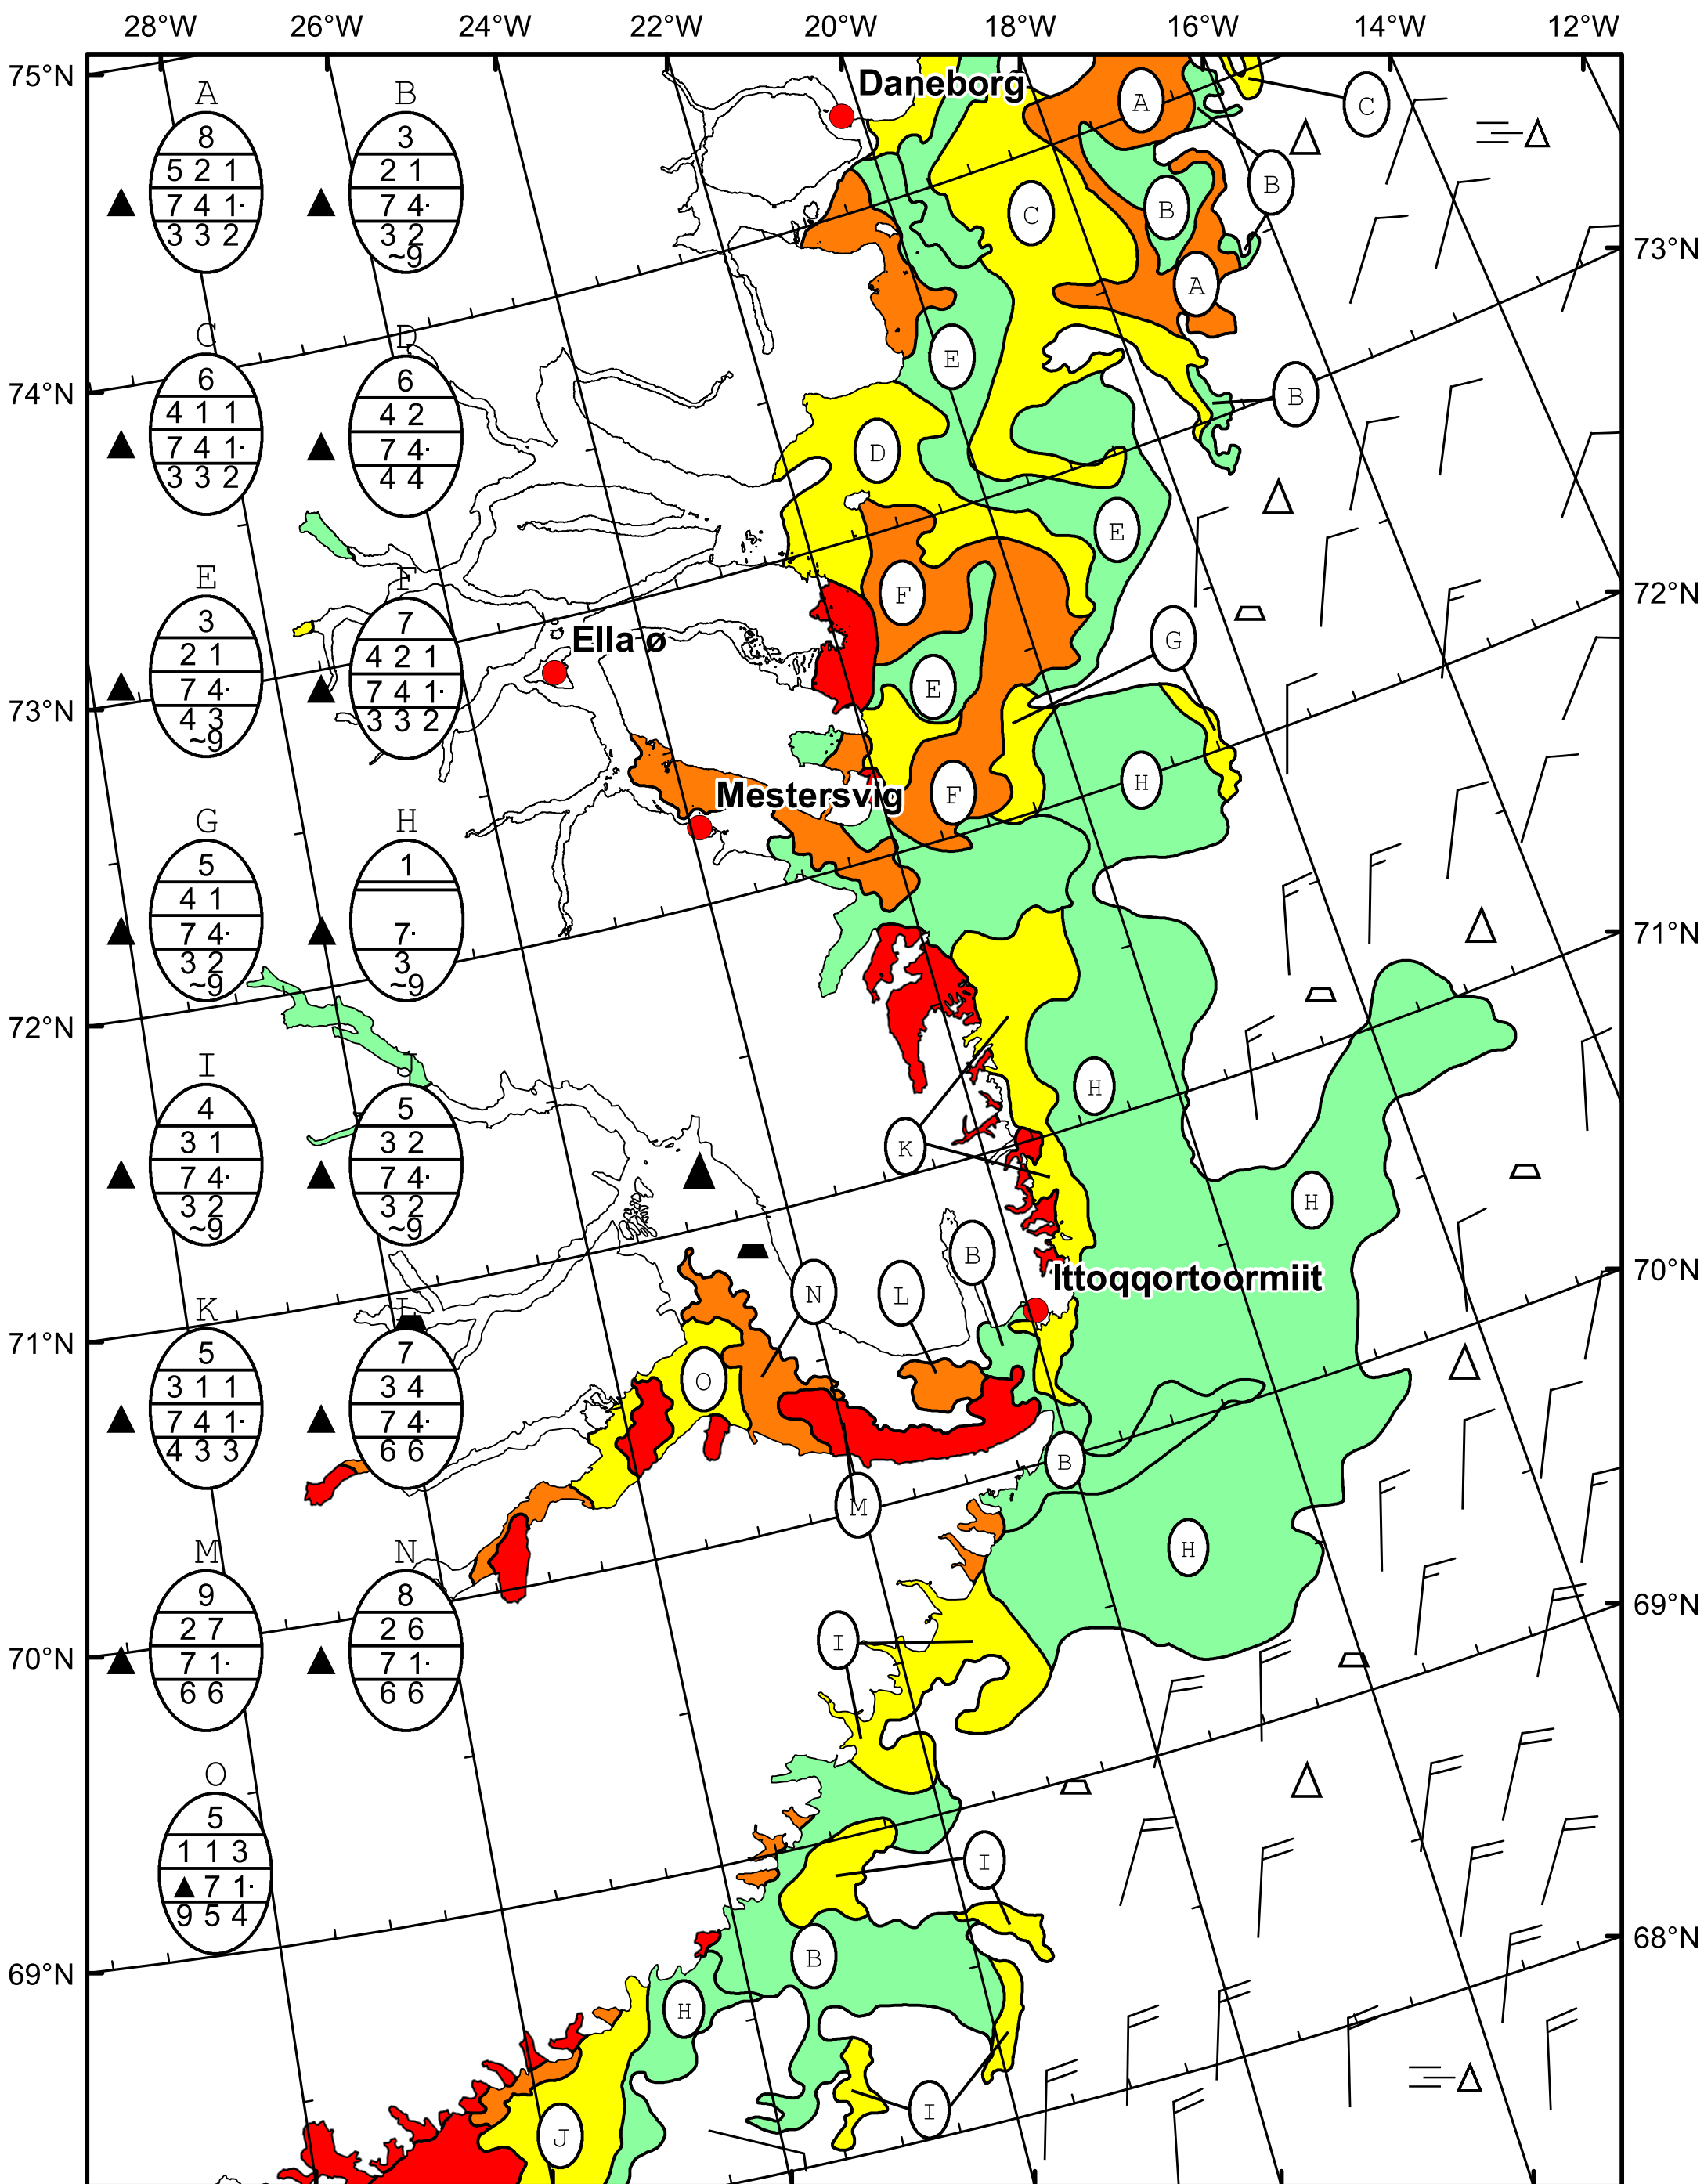 28°W 26°W 24°W 22°W 20°W 18°W 16°W 14°W 12°W
75°N
74°N
73°N
72°N
71°N
70°N
69°N
73°N
72°N
71°N
70°N
69°N
68°N
A
8
5 2 1
7 4 1·
3 3 2
B
3
2 1
7 4·
3 2
~9
C
6
4 1 1
7 4 1·
3 3 2
D
6
4 2
7 4·
4 4
E
3
2 1
7 4·
4 3
~9
F
7
4 2 1
7 4 1·
3 3 2
G
5
4 1
7 4·
3 2
~9
H
1
7·
3
~9
I
4
3 1
7 4·
3 2
~9
J
5
3 2
7 4·
3 2
~9
K
5
3 1 1
7 4 1·
4 3 3
L
7
3 4
7 4·
6 6
M
9
2 7
7 1·
6 6
N
8
2 6
7 1·
6 6
O
5
1 1 3
▲ 7 1·
9 5 4
Daneborg
A
C
B
C
B
A
E
B
D
E
F
Ella ø
G
E
H
Mestersvig
F
H
K
H
B
Ittoqqortoormiit
N
L
O
B
M
H
I
I
B
H
I
J